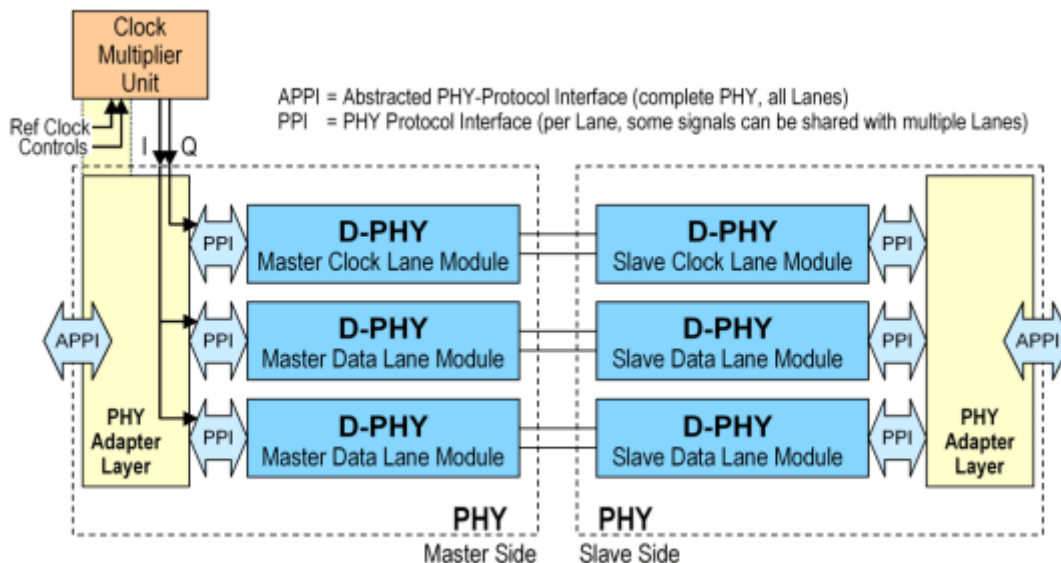 Clock
Multiplier
Unit
APPI = Abstracted PHY-Protocol Interface (complete PHY, all Lanes)
PPI = PHY Protocol Interface (per Lane, some signals can be shared with multiple Lanes)
Ref Clock
Controls
I Q
PPI
D-PHY
Master Clock Lane Module
D-PHY
Slave Clock Lane Module
PPI
APPI
PPI
D-PHY
Master Data Lane Module
D-PHY
Slave Data Lane Module
PPI
APPI
PHY
Adapter
Layer
PPI
D-PHY
Master Data Lane Module
D-PHY
Slave Data Lane Module
PPI
PHY
Adapter
Layer
PHY
Master Side
PHY
Slave Side